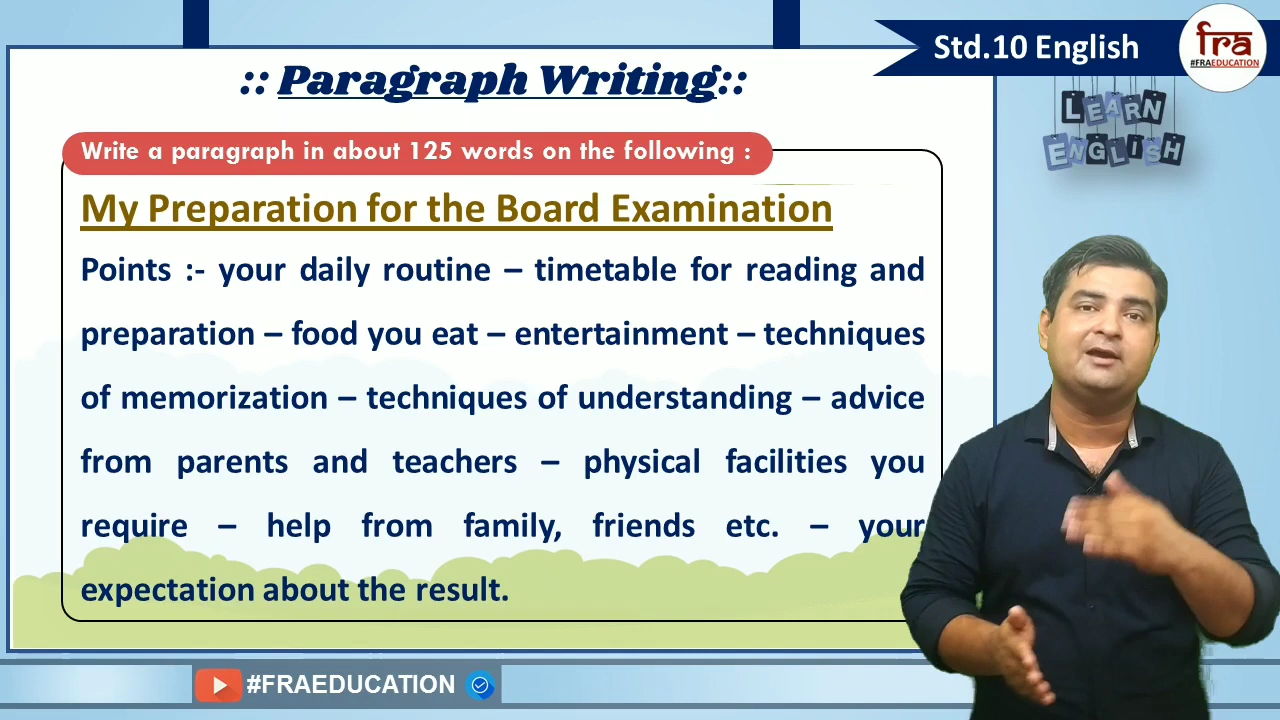 Std.10 English
fra
#FRAEDUCATION
:: Paragraph Writing::
LEARN
ENGLISH
Write a paragraph in about 125 words on the following :
My Preparation for the Board Examination
Points :- your daily routine – timetable for reading and
preparation – food you eat – entertainment – techniques
of memorization – techniques of understanding – advice
from parents and teachers – physical facilities you
require – help from family, friends etc. – your
expectation about the result.
#FRAEDUCATION